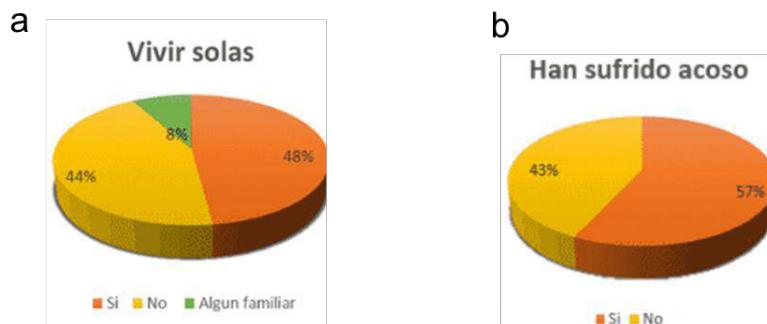 a
Vivir solas
8%
48%
44%
Si No Algun familiar
b
Han sufrido acoso
43%
57%
Si No